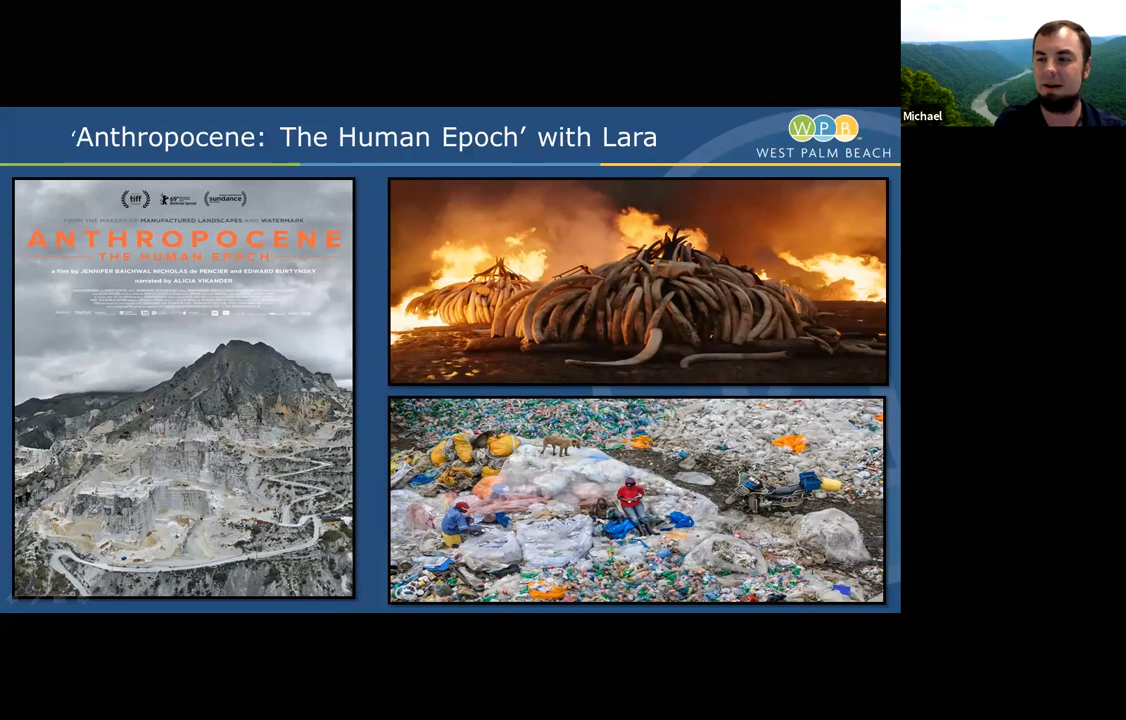 ‘Anthropocene: The Human Epoch’ with Lara
WPB
WEST PALM BEACH
tiff
sundance
FROM THE MAKERS OF MANUFACTURED LANDSCAPES AND WATERMARK
ANTHROPOCENE
THE HUMAN EPOCH
a film by JENNIFER BAICHWAL NICHOLAS de PENCIER and EDWARD BURTYNSKY
narrated by ALICIA VIKANDER
Michael